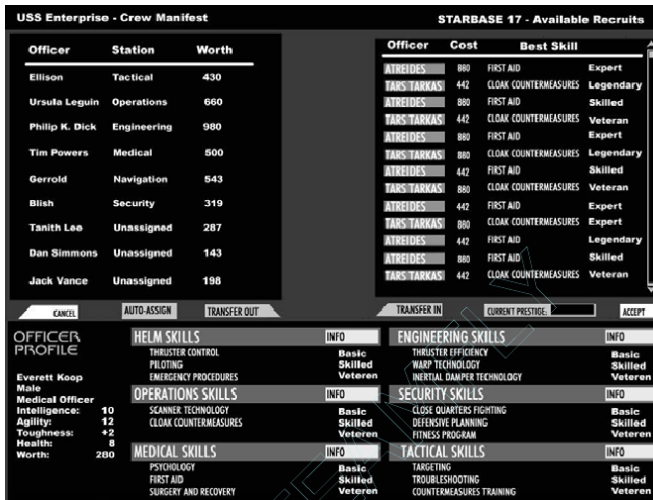 USS Enterprise - Crew Manifest
STARBASE 17 - Available Recruits
Officer Station Worth
Ellison Tactical 430
Ursula Leguin Operations 660
Philip K. Dick Engineering 980
Tim Powers Medical 500
Gerrold Navigation 543
Blish Security 319
Tanith Lee Unassigned 287
Dan Simmons Unassigned 143
Jack Vance Unassigned 198
Officer Cost Best Skill
ATREIDES 880 FIRST AID Expert
TARS TARKAS 442 CLOAK COUNTERMEASURES Legendary
ATREIDES 880 FIRST AID Skilled
TARS TARKAS 442 CLOAK COUNTERMEASURES Veteran
ATREIDES 880 FIRST AID Expert
TARS TARKAS 880 CLOAK COUNTERMEASURES Legendary
ATREIDES 442 FIRST AID Skilled
TARS TARKAS 880 CLOAK COUNTERMEASURES Veteran
ATREIDES 442 FIRST AID Expert
TARS TARKAS 880 CLOAK COUNTERMEASURES Expert
ATREIDES 442 FIRST AID Legendary
ATREIDES 880 FIRST AID Skilled
TARS TARKAS 442 CLOAK COUNTERMEASURES Veteran
CANCEL AUTO-ASSIGN TRANSFER OUT
TRANSFER IN CURRENT PRESTIGE: ACCEPT
OFFICER
PROFILE
Everett Koop
Male
Medical Officer
Intelligence: 10
Agility: 12
Toughness: +2
Health: 8
Worth: 280
HELM SKILLS INFO
THRUSTER CONTROL Basic
PILOTING Skilled
EMERGENCY PROCEDURES Veteren
OPERATIONS SKILLS INFO
SCANNER TECHNOLOGY Basic
CLOAK COUNTERMEASURES Skilled
Veteren
MEDICAL SKILLS INFO
PSYCHOLOGY Basic
FIRST AID Skilled
SURGERY AND RECOVERY Veteren
ENGINEERING SKILLS INFO
THRUSTER EFFICIENCY Basic
WARP TECHNOLOGY Skilled
INERTIAL DAMPER TECHNOLOGY Veteren
SECURITY SKILLS INFO
CLOSE QUARTERS FIGHTING Basic
DEFENSIVE PLANNING Skilled
FITNESS PROGRAM Veteren
TACTICAL SKILLS INFO
TARGETING Basic
TROUBLESHOOTING Skilled
COUNTERMEASURES TRAINING Veteren